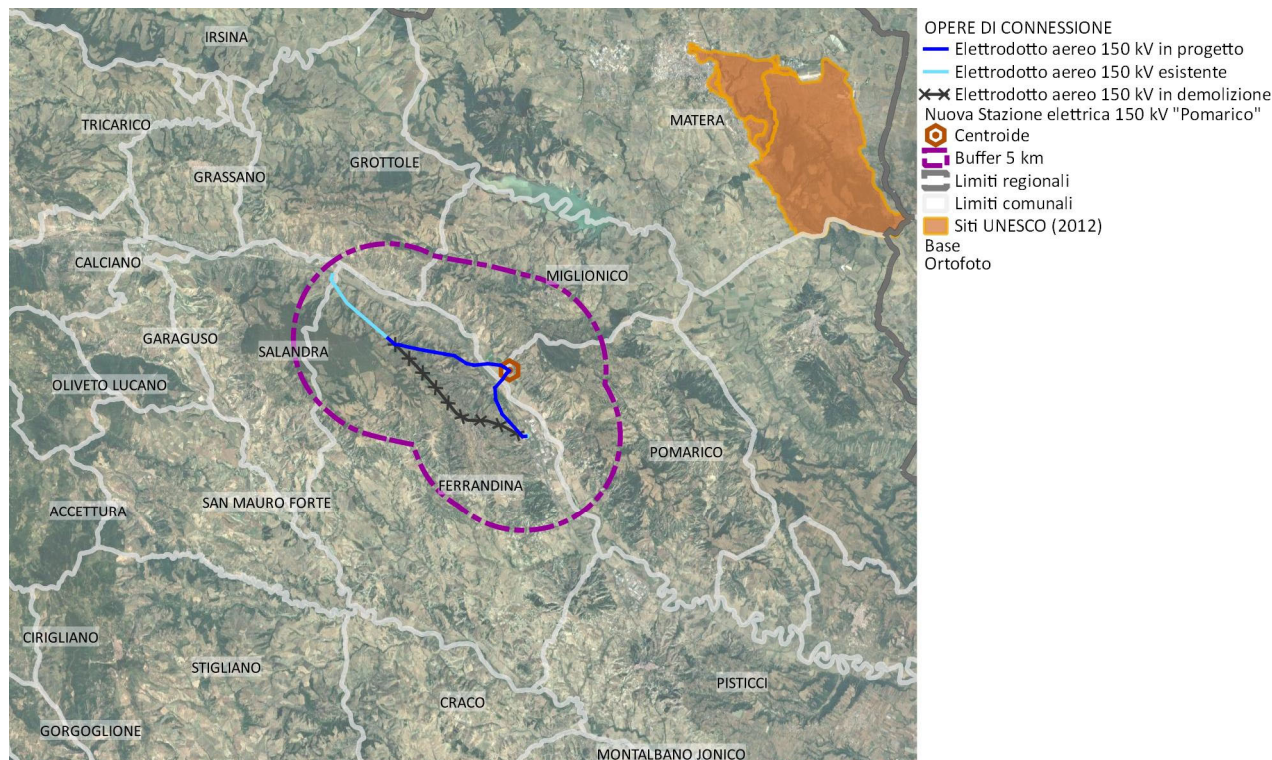 OPERE DI CONNESSIONE
Elettrodotto aereo 150 kV in progetto
Elettrodotto aereo 150 kV esistente
Elettrodotto aereo 150 kV in demolizione
Nuova Stazione elettrica 150 kV "Pomarico"
Centroide
Buffer 5 km
Limiti regionali
Limiti comunali
Siti UNESCO (2012)
Base
Ortofoto
IRSINA
TRICARICO
MATERA
GROTTOLE
GRASSANO
CALCIANO
MIGLIONICO
GARAGUSO
SALANDRA
OLIVETO LUCANO
POMARICO
FERRANDINA
SAN MAURO FORTE
ACCETTURA
CIRIGLIANO
STIGLIANO
PISTICCI
CRACO
GORGOGLIONE
MONTALBANO JONICO